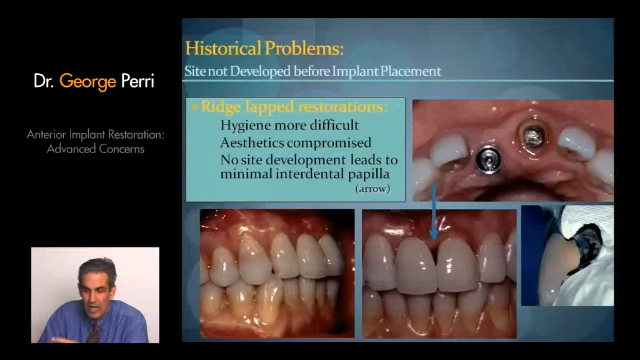 Dr. George Perri
Anterior Implant Restoration:
Advanced Concerns
Historical Problems:
Site not Developed before Implant Placement
• Ridge lapped restorations:
Hygiene more difficult
Aesthetics compromised
No site development leads to
minimal interdental papilla
(arrow)